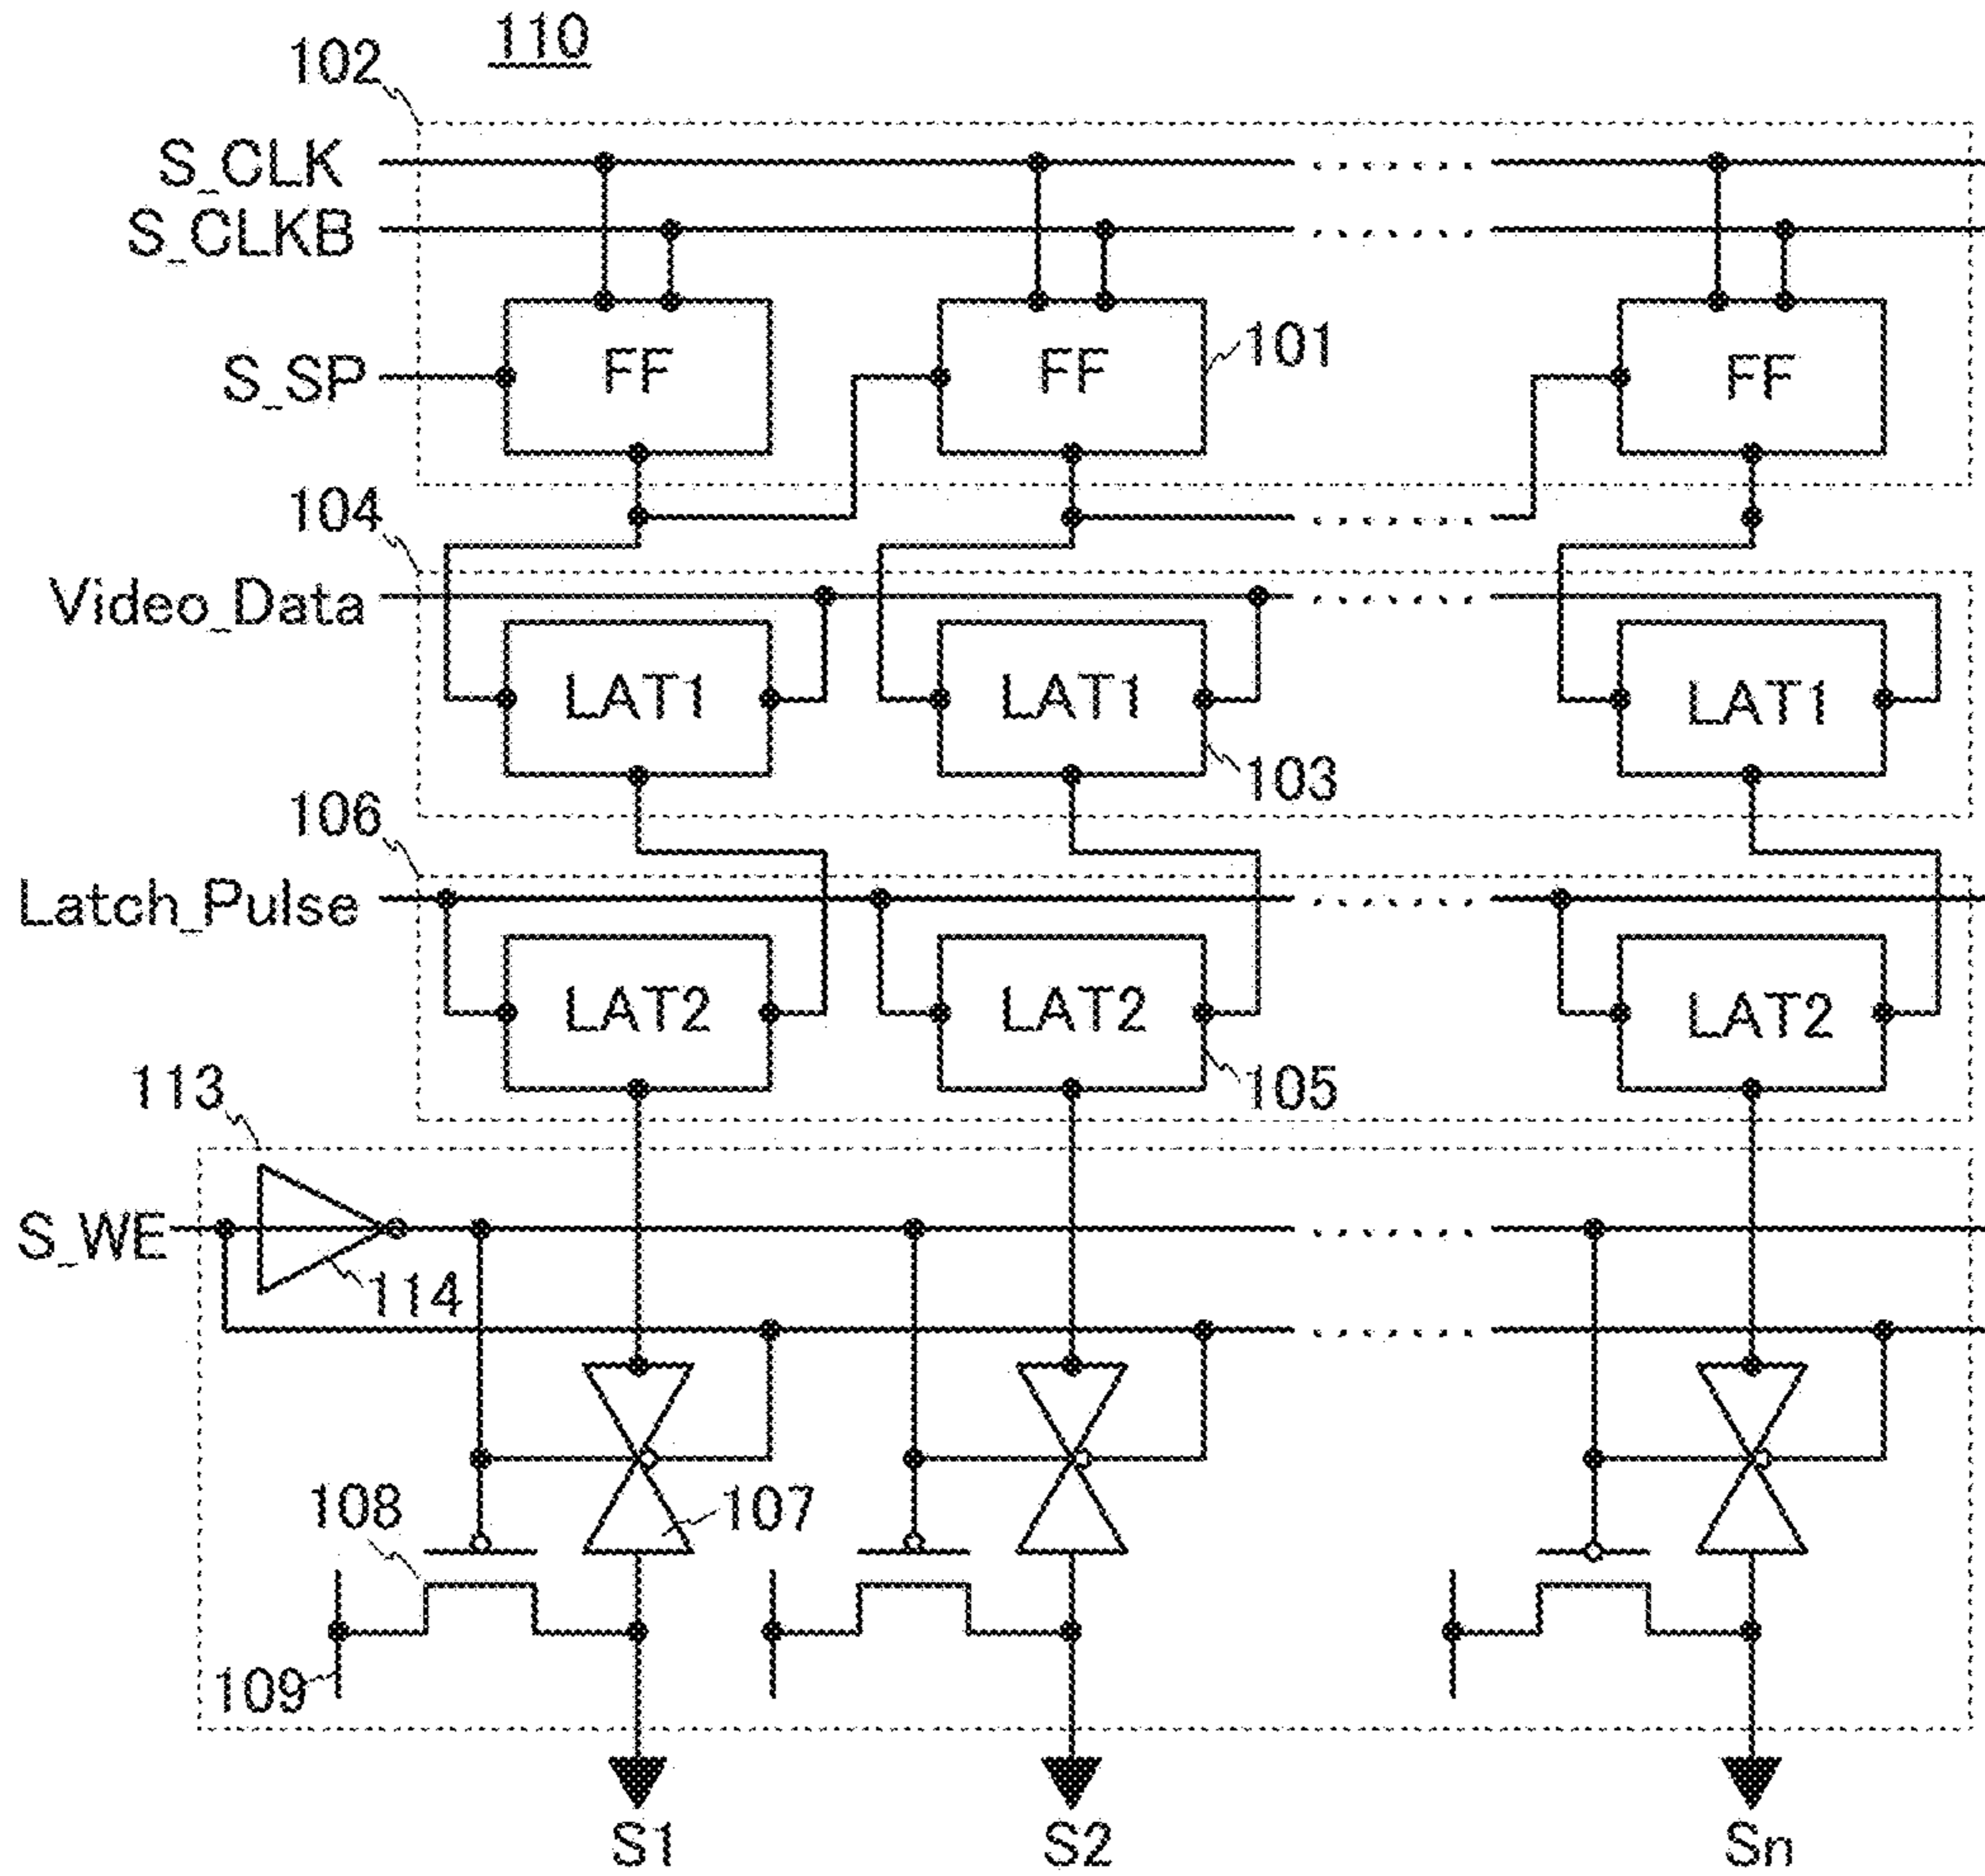 110
102
S_CLK
S_CLKB
S_SP
FF FF FF
101
104
Video_Data
LAT1 LAT1 LAT1
103
106
Latch_Pulse
LAT2 LAT2 LAT2
105
113
S_WE
114
108
107
109
S1 S2 Sn